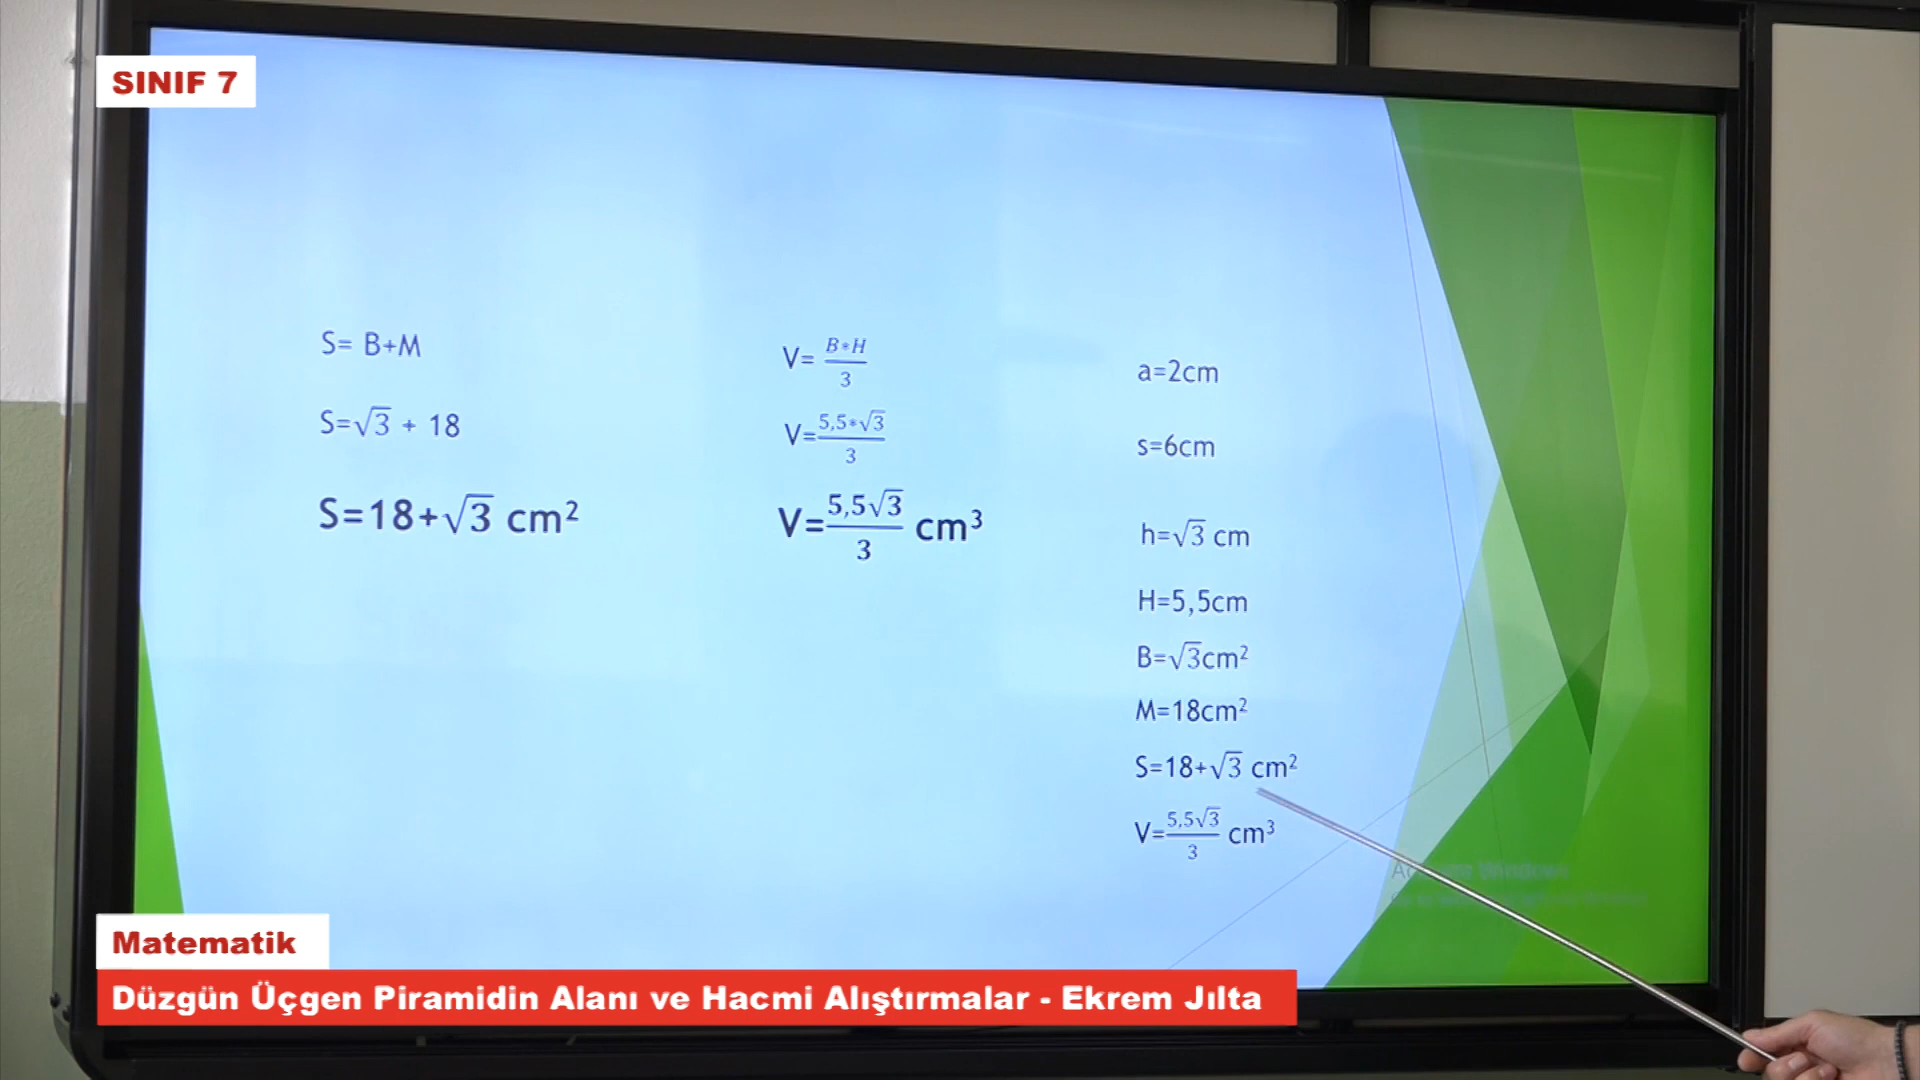 SINIF 7
S= B+M
S=√3 + 18
S=18+√3 cm²
V= B*H/3
V=5,5*√3/3
V=5,5√3/3 cm³
a=2cm
s=6cm
h=√3 cm
H=5,5cm
B=√3cm²
M=18cm²
S=18+√3 cm²
V=5,5√3/3 cm³
Matematik
Düzgün Üçgen Piramidin Alanı ve Hacmi Alıştırmalar - Ekrem Jılta